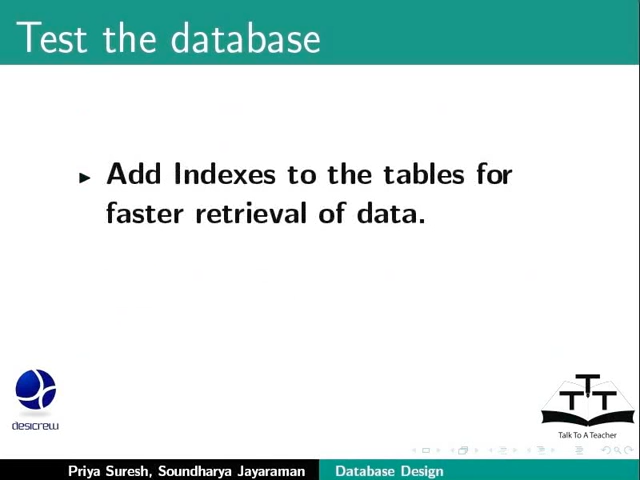 Test the database
Add Indexes to the tables for
faster retrieval of data.
desicrew
Talk To A Teacher
Priya Suresh, Soundharya Jayaraman
Database Design